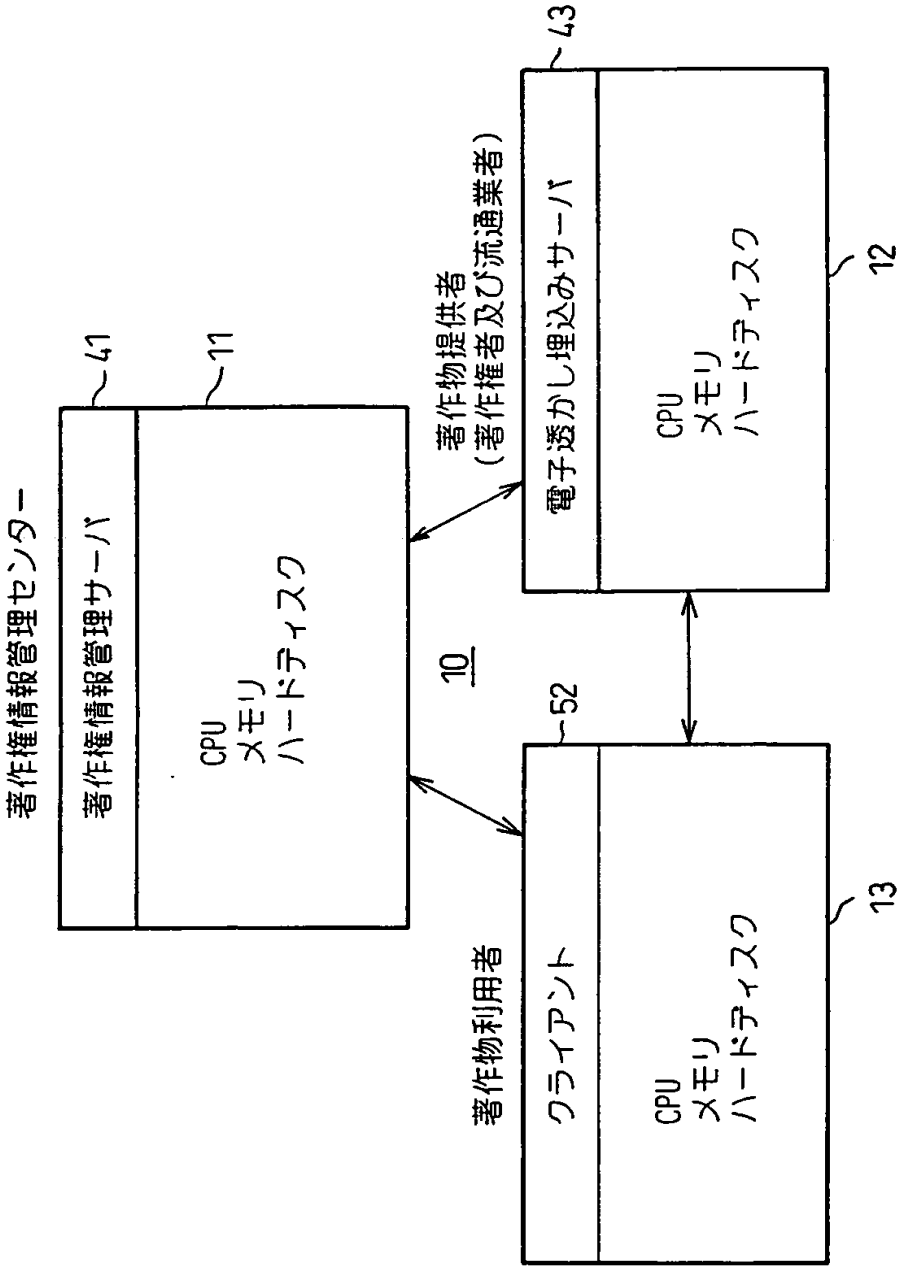 著作権情報管理センター
著作権情報管理サーバ
41
CPU
メモリ
ハードディスク
11
10
著作物利用者
クライアント
52
CPU
メモリ
ハードディスク
13
著作物提供者
(著作権者及び流通業者)
電子透かし埋込みサーバ
43
CPU
メモリ
ハードディスク
12